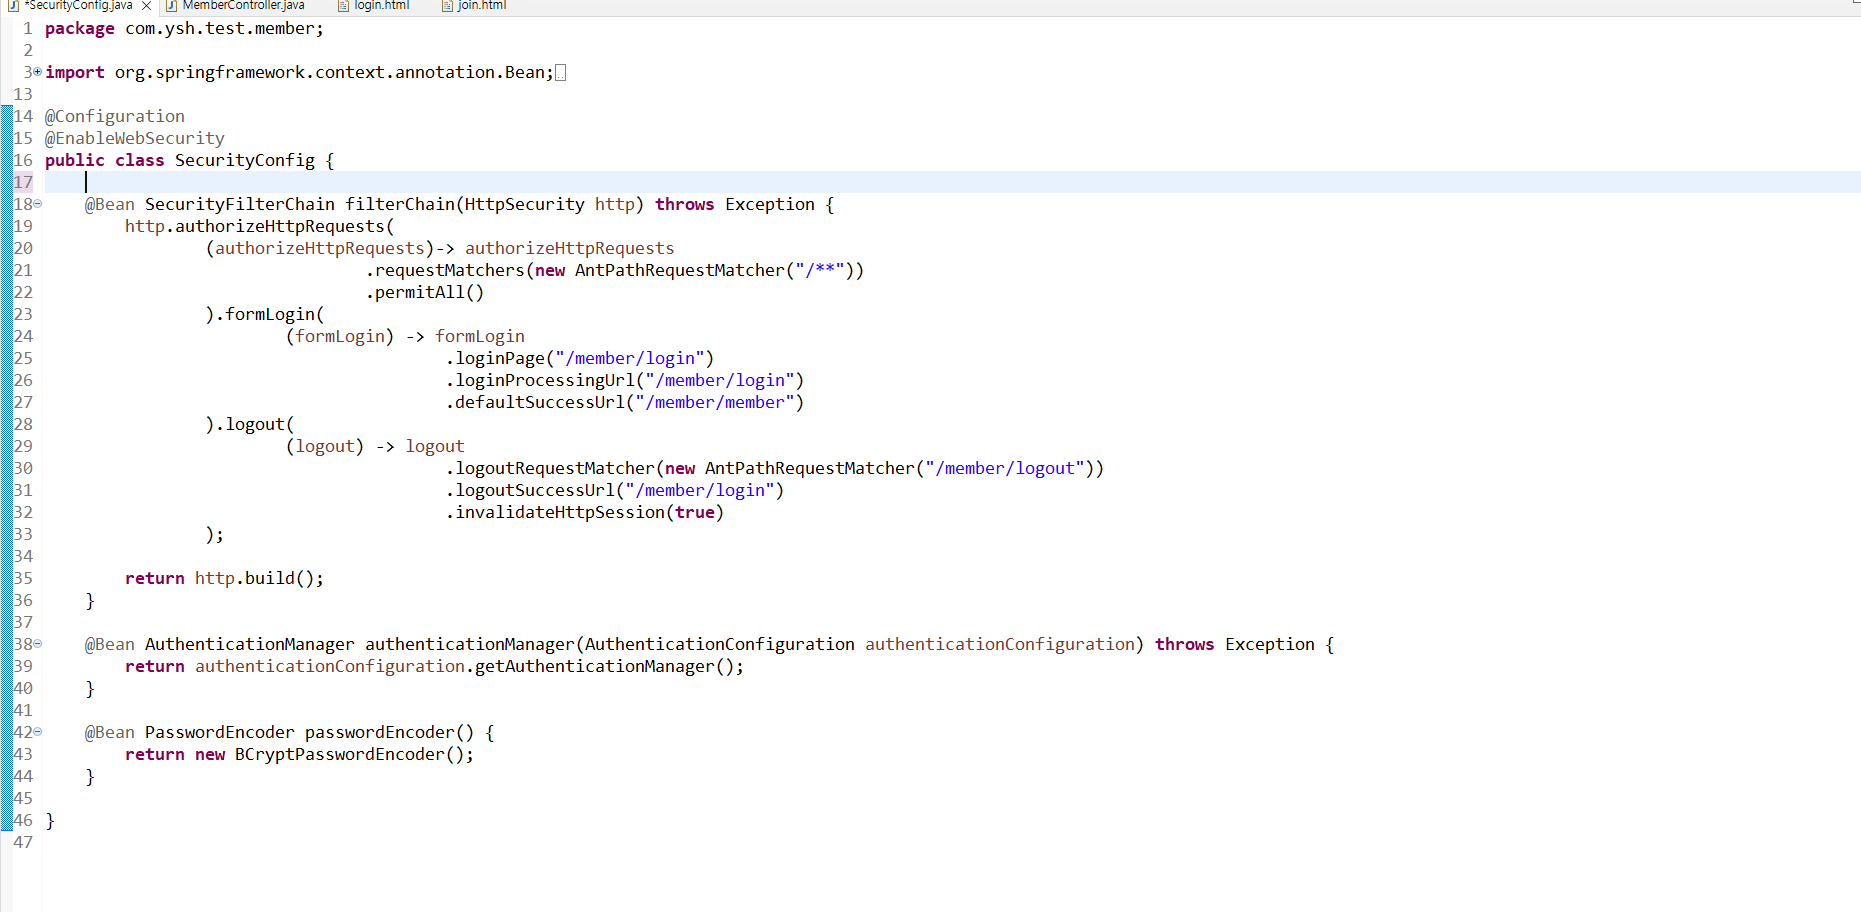 *SecurityConfig.java MemberController.java login.html join.html
1 package com.ysh.test.member;
2
3 import org.springframework.context.annotation.Bean;
13
14 @Configuration
15 @EnableWebSecurity
16 public class SecurityConfig {
17
18 @Bean SecurityFilterChain filterChain(HttpSecurity http) throws Exception {
19 http.authorizeHttpRequests(
20 (authorizeHttpRequests)-> authorizeHttpRequests
21 .requestMatchers(new AntPathRequestMatcher("/**"))
22 .permitAll()
23 ).formLogin(
24 (formLogin) -> formLogin
25 .loginPage("/member/login")
26 .loginProcessingUrl("/member/login")
27 .defaultSuccessUrl("/member/member")
28 ).logout(
29 (logout) -> logout
30 .logoutRequestMatcher(new AntPathRequestMatcher("/member/logout"))
31 .logoutSuccessUrl("/member/login")
32 .invalidateHttpSession(true)
33 );
34
35 return http.build();
36 }
37
38 @Bean AuthenticationManager authenticationManager(AuthenticationConfiguration authenticationConfiguration) throws Exception {
39 return authenticationConfiguration.getAuthenticationManager();
40 }
41
42 @Bean PasswordEncoder passwordEncoder() {
43 return new BCryptPasswordEncoder();
44 }
45
46 }
47